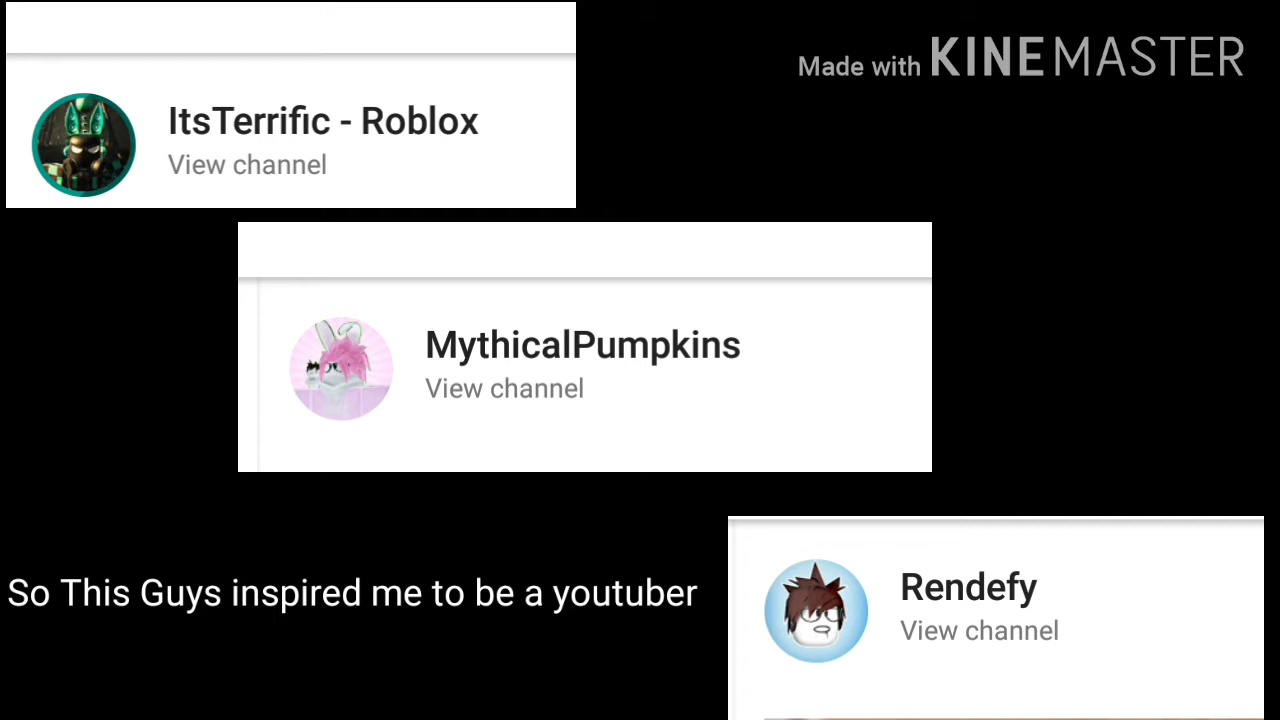 Made with KINEMASTER
ItsTerrific - Roblox
View channel
MythicalPumpkins
View channel
So This Guys inspired me to be a youtuber
Rendefy
View channel